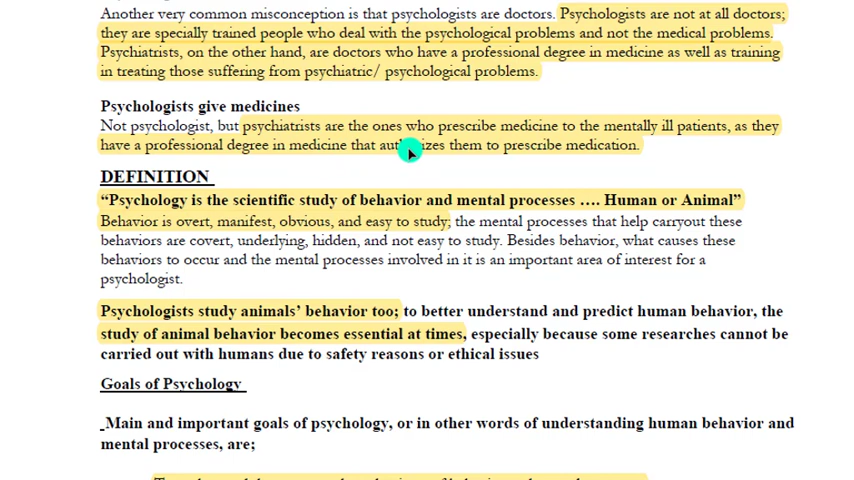 Another very common misconception is that psychologists are doctors. Psychologists are not at all doctors;
they are specially trained people who deal with the psychological problems and not the medical problems.
Psychiatrists, on the other hand, are doctors who have a professional degree in medicine as well as training
in treating those suffering from psychiatric/ psychological problems.
Psychologists give medicines
Not psychologist, but psychiatrists are the ones who prescribe medicine to the mentally ill patients, as they
have a professional degree in medicine that authorizes them to prescribe medication.
DEFINITION
“Psychology is the scientific study of behavior and mental processes …. Human or Animal”
Behavior is overt, manifest, obvious, and easy to study; the mental processes that help carryout these
behaviors are covert, underlying, hidden, and not easy to study. Besides behavior, what causes these
behaviors to occur and the mental processes involved in it is an important area of interest for a
psychologist.
Psychologists study animals’ behavior too; to better understand and predict human behavior, the
study of animal behavior becomes essential at times, especially because some researches cannot be
carried out with humans due to safety reasons or ethical issues
Goals of Psychology
Main and important goals of psychology, or in other words of understanding human behavior and
mental processes, are;